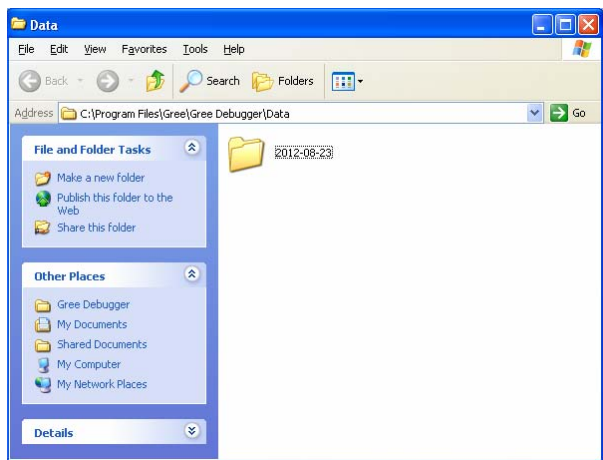 Data
File Edit View Favorites Tools Help
Back Search Folders
Address C:\Program Files\Gree\Gree Debugger\Data Go
File and Folder Tasks
Make a new folder
Publish this folder to the
Web
Share this folder
Other Places
Gree Debugger
My Documents
Shared Documents
My Computer
My Network Places
Details
2012-08-23